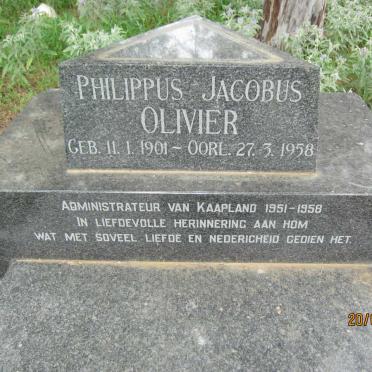 PHILIPPUS JACOBUS
OLIVIER
GEB. 11. 1. 1901 – OORL. 27. 3. 1958
ADMINISTRATEUR VAN KAAPLAND 1951-1958
IN LIEFDEVOLLE HERINNERING AAN HOM
WAT MET SOVEEL LIEFDE EN NEDERIGHEID GEDIEN HET.
20/